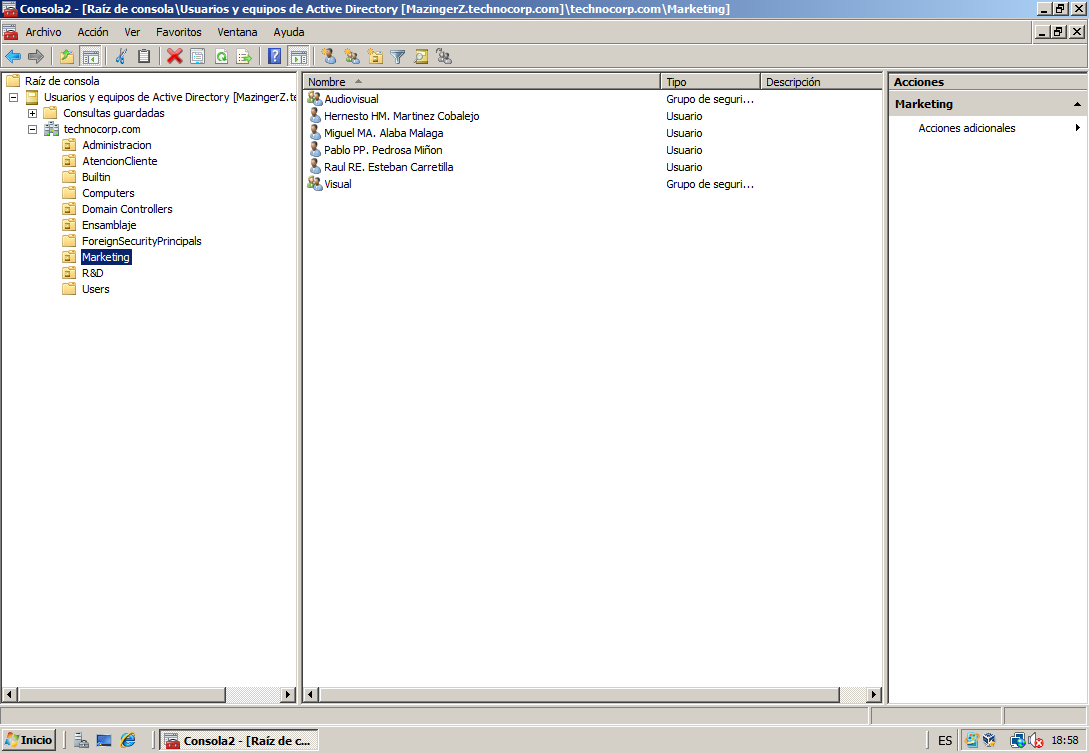 Consola2 - [Raíz de consola\Usuarios y equipos de Active Directory [MazingerZ.technocorp.com]\technocorp.com\Marketing]
Archivo Acción Ver Favoritos Ventana Ayuda
Raíz de consola
Usuarios y equipos de Active Directory [MazingerZ.te
Consultas guardadas
technocorp.com
Administracion
AtencionCliente
Builtin
Computers
Domain Controllers
Ensamblaje
ForeignSecurityPrincipals
Marketing
R&D
Users
Nombre Tipo Descripción
Audiovisual Grupo de seguri...
Hernesto HM. Martinez Cobalejo Usuario
Miguel MA. Alaba Malaga Usuario
Pablo PP. Pedrosa Miñon Usuario
Raul RE. Esteban Carretilla Usuario
Visual Grupo de seguri...
Acciones
Marketing
Acciones adicionales
Inicio Consola2 - [Raíz de c... ES 18:58